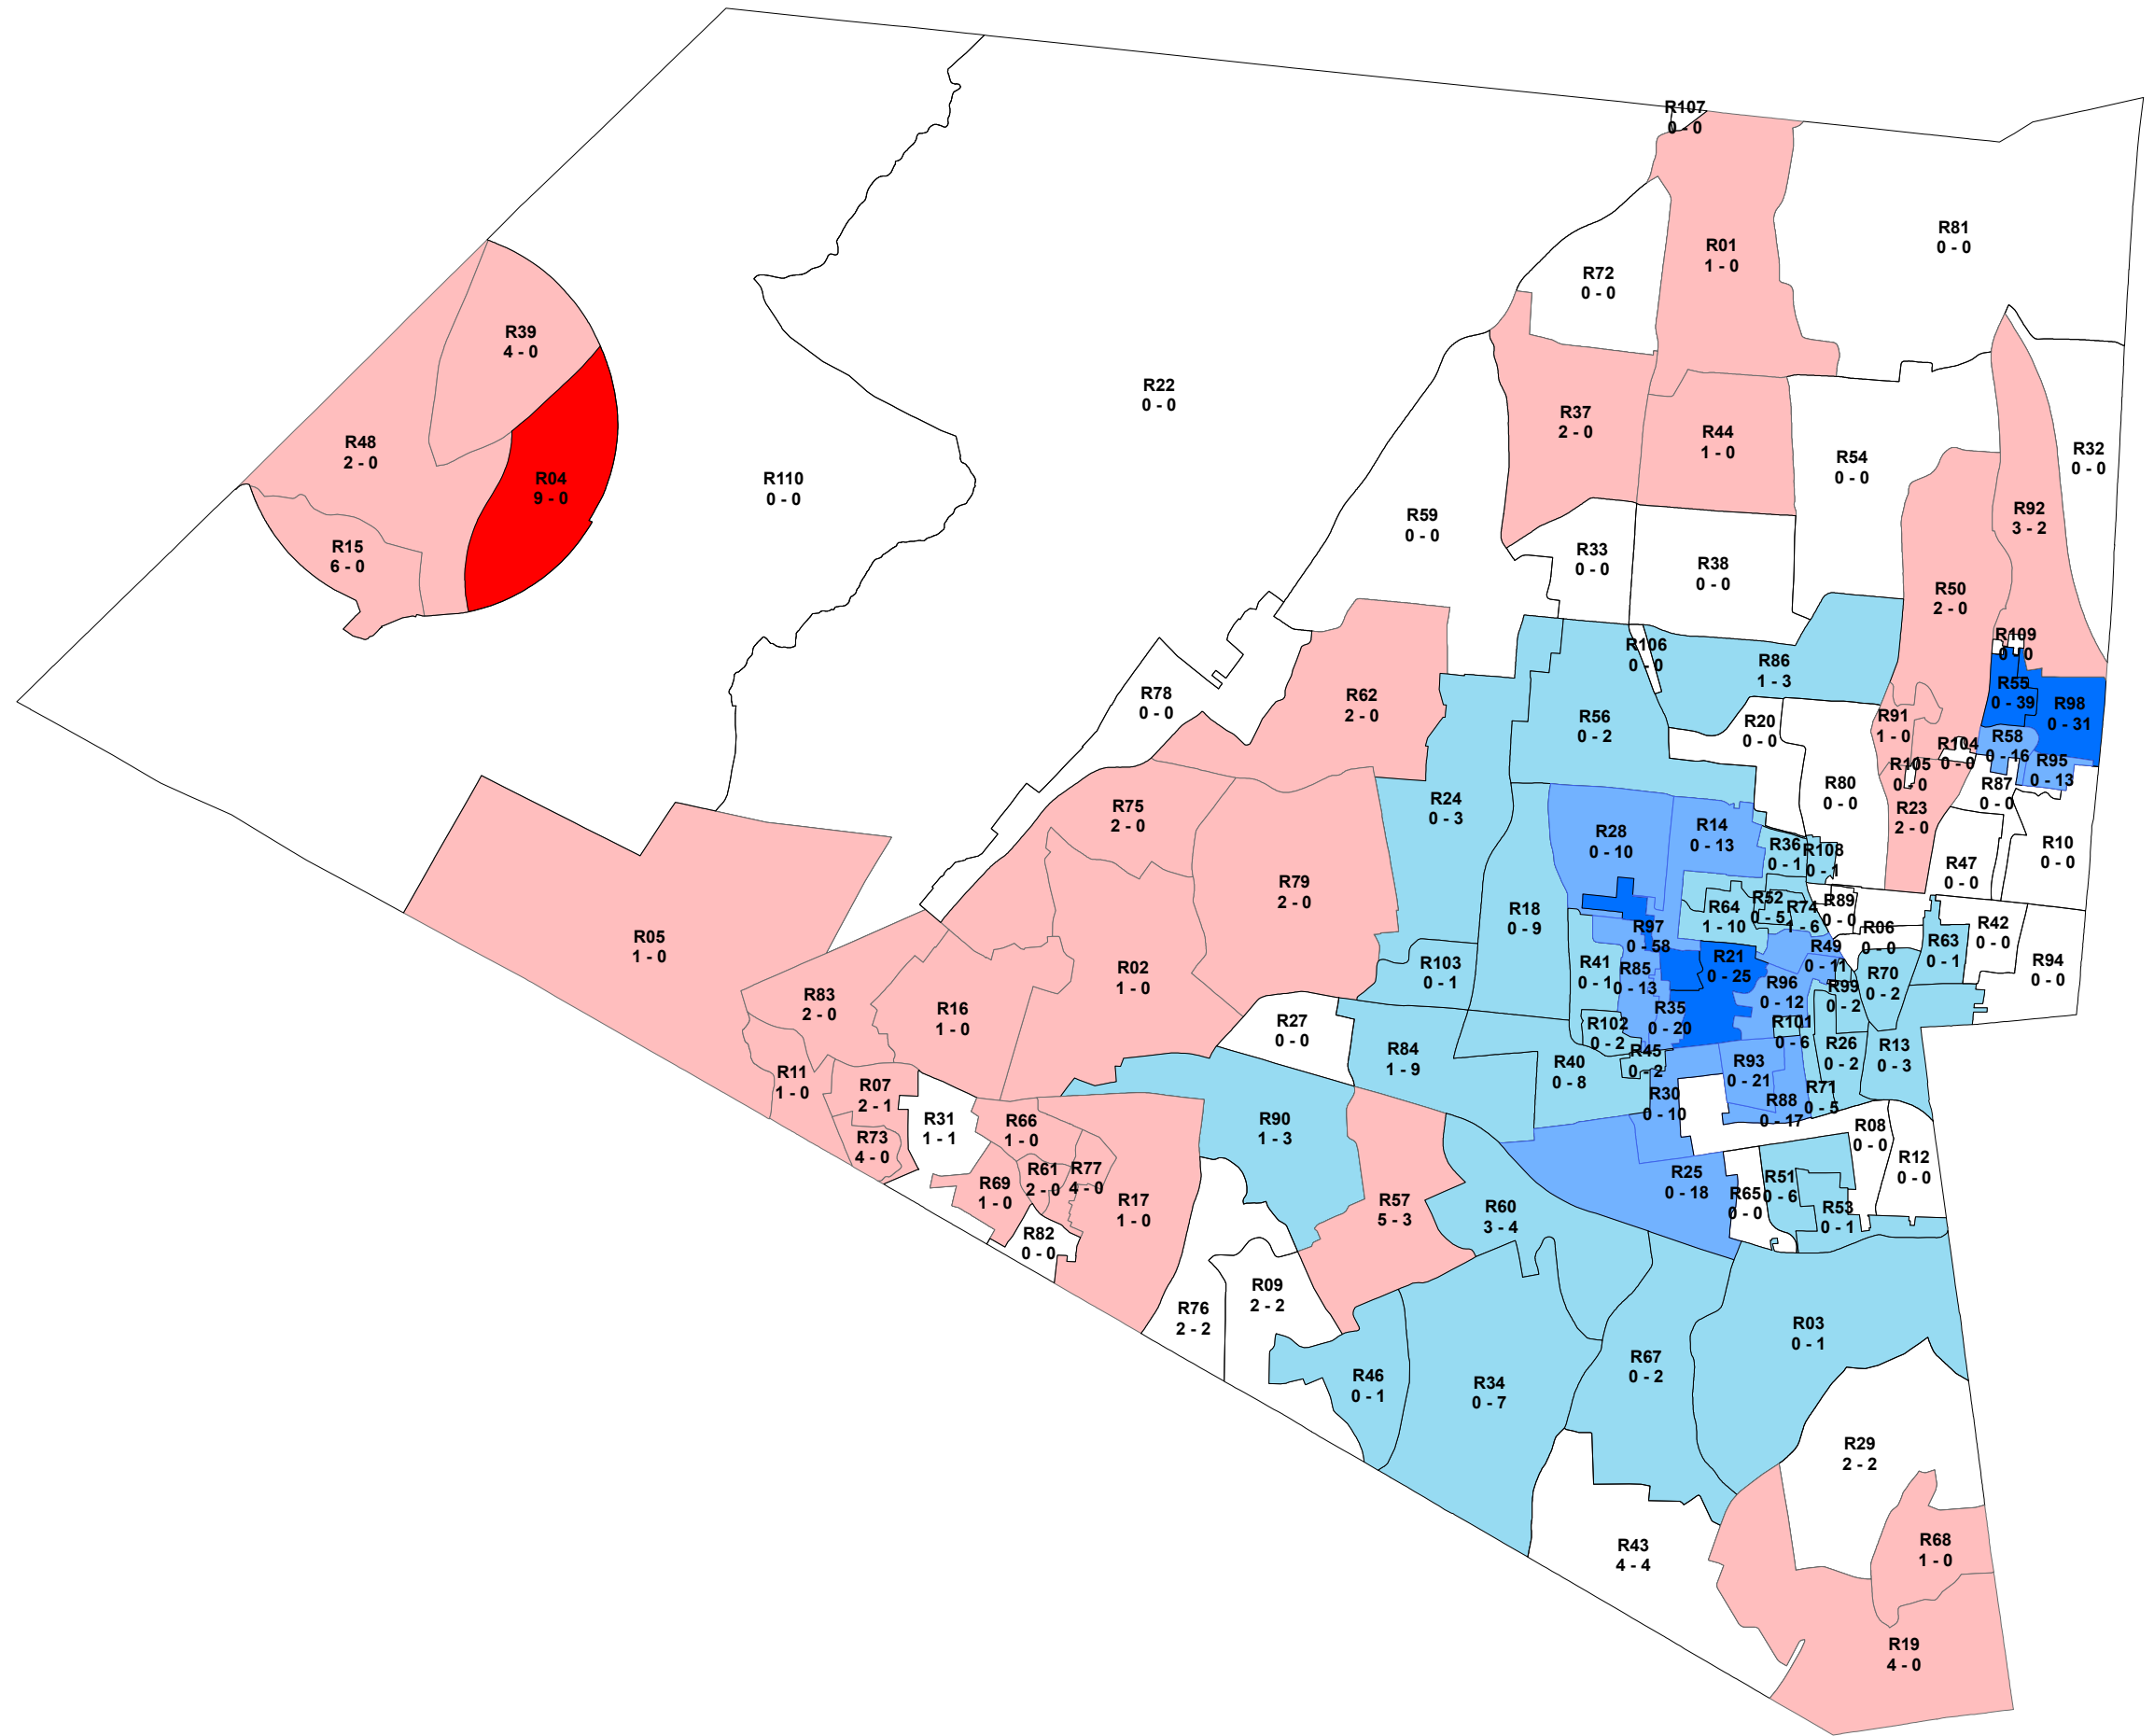 R107
0 - 0
R81
0 - 0
R01
1 - 0
R72
0 - 0
R39
4 - 0
R22
0 - 0
R37
2 - 0
R44
1 - 0
R48
2 - 0
R32
0 - 0
R54
0 - 0
R04
9 - 0
R110
0 - 0
R92
3 - 2
R59
0 - 0
R15
6 - 0
R33
0 - 0
R38
0 - 0
R50
2 - 0
R109
0 - 0
R106
0 - 0
R86
1 - 3
R55
0 - 39
R78
0 - 0
R62
2 - 0
R98
0 - 31
R56
0 - 2
R20
0 - 0
R91
1 - 0
R58
0 - 16
R104
0 - 0
R105
0 - 0
R95
0 - 13
R80
0 - 0
R87
0 - 0
R24
0 - 3
R75
2 - 0
R23
2 - 0
R28
0 - 10
R14
0 - 13
R36
0 - 1
R108
0 - 1
R10
0 - 0
R47
0 - 0
R79
2 - 0
R18
0 - 9
R64
1 - 10
R52
0 - 5
R74
1 - 6
R89
0 - 0
R06
0 - 0
R42
0 - 0
R97
0 - 58
R05
1 - 0
R63
0 - 1
R49
0 - 11
R21
0 - 25
R94
0 - 0
R02
1 - 0
R103
0 - 1
R41
0 - 1
R85
0 - 13
R70
0 - 2
R96
0 - 12
R99
0 - 2
R83
2 - 0
R16
1 - 0
R35
0 - 20
R27
0 - 0
R102
0 - 2
R101
0 - 6
R84
1 - 9
R26
0 - 2
R13
0 - 3
R45
0 - 2
R40
0 - 8
R93
0 - 21
R11
1 - 0
R07
2 - 1
R71
0 - 5
R30
0 - 10
R88
0 - 17
R31
1 - 1
R66
1 - 0
R90
1 - 3
R08
0 - 0
R73
4 - 0
R12
0 - 0
R61
2 - 0
R77
4 - 0
R25
0 - 18
R51
0 - 6
R69
1 - 0
R65
0 - 0
R17
1 - 0
R57
5 - 3
R60
3 - 4
R53
0 - 1
R82
0 - 0
R09
2 - 2
R76
2 - 2
R03
0 - 1
R67
0 - 2
R46
0 - 1
R34
0 - 7
R29
2 - 2
R43
4 - 4
R68
1 - 0
R19
4 - 0